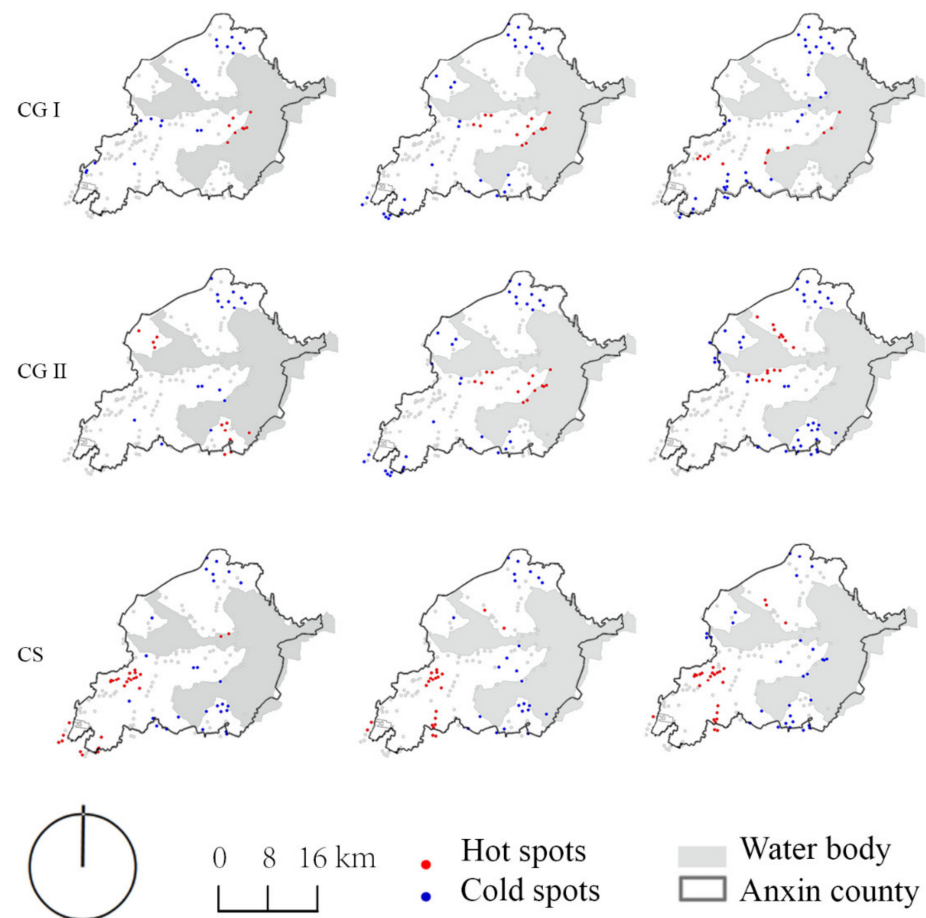 CG I
CG II
CS
0 8 16 km
Hot spots
Cold spots
Water body
Anxin county